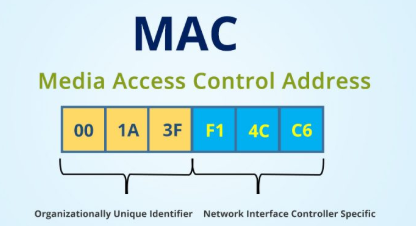 MAC
Media Access Control Address
00 1A 3F F1 4C C6
Organizationally Unique Identifier Network Interface Controller Specific